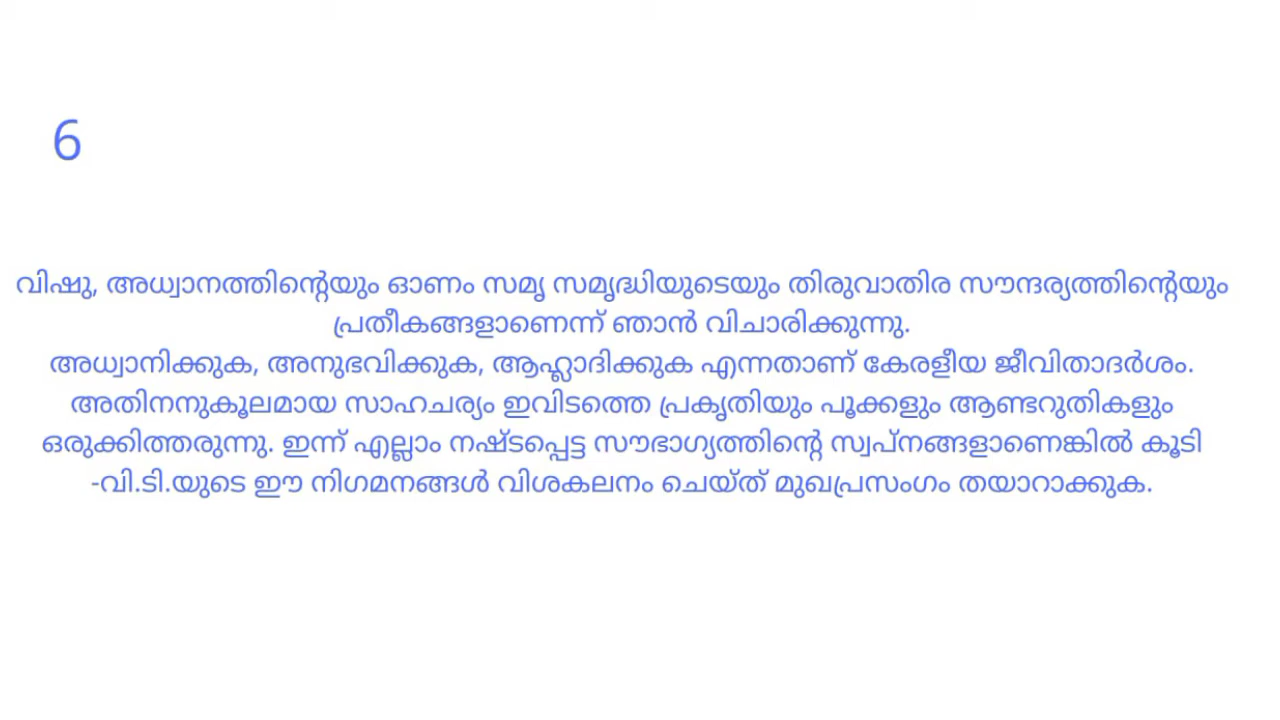 6
വിഷു, അധ്വാനത്തിന്റെയും ഓണം സമൃ സമൃദ്ധിയുടെയും തിരുവാതിര സൗന്ദര്യത്തിന്റെയും
പ്രതീകങ്ങളാണെന്ന് ഞാൻ വിചാരിക്കുന്നു.
അധ്വാനിക്കുക, അനുഭവിക്കുക, ആഹ്ലാദിക്കുക എന്നതാണ് കേരളീയ ജീവിതാദർശം.
അതിനനുകൂലമായ സാഹചര്യം ഇവിടത്തെ പ്രകൃതിയും പൂക്കളും ആണ്ടറുതികളും
ഒരുക്കിത്തരുന്നു. ഇന്ന് എല്ലാം നഷ്ടപ്പെട്ട സൗഭാഗ്യത്തിന്റെ സ്വപ്നങ്ങളാണെങ്കിൽ കൂടി
-വി.ടി.യുടെ ഈ നിഗമനങ്ങൾ വിശകലനം ചെയ്ത് മുഖപ്രസംഗം തയാറാക്കുക.